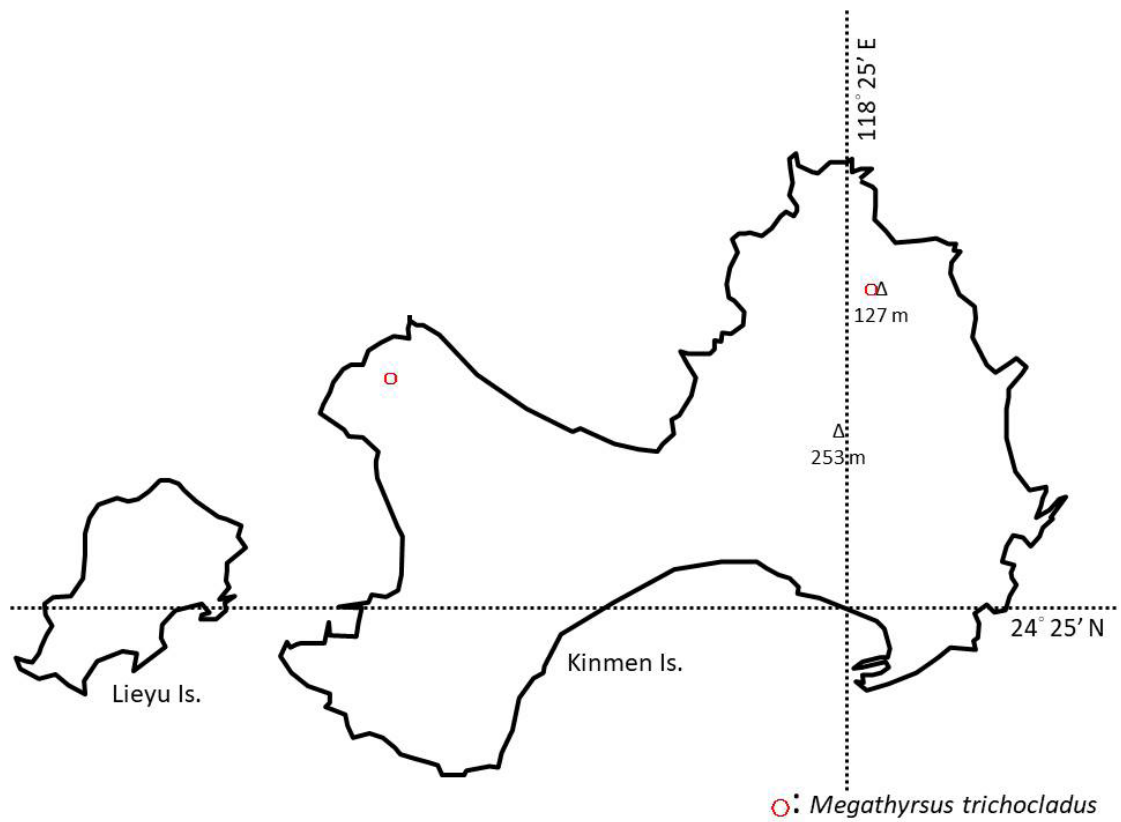 118° 25’ E
Δ
127 m
Δ
253 m
24° 25’ N
Kinmen Is.
Lieyu Is.
: Megathyrsus trichocladus